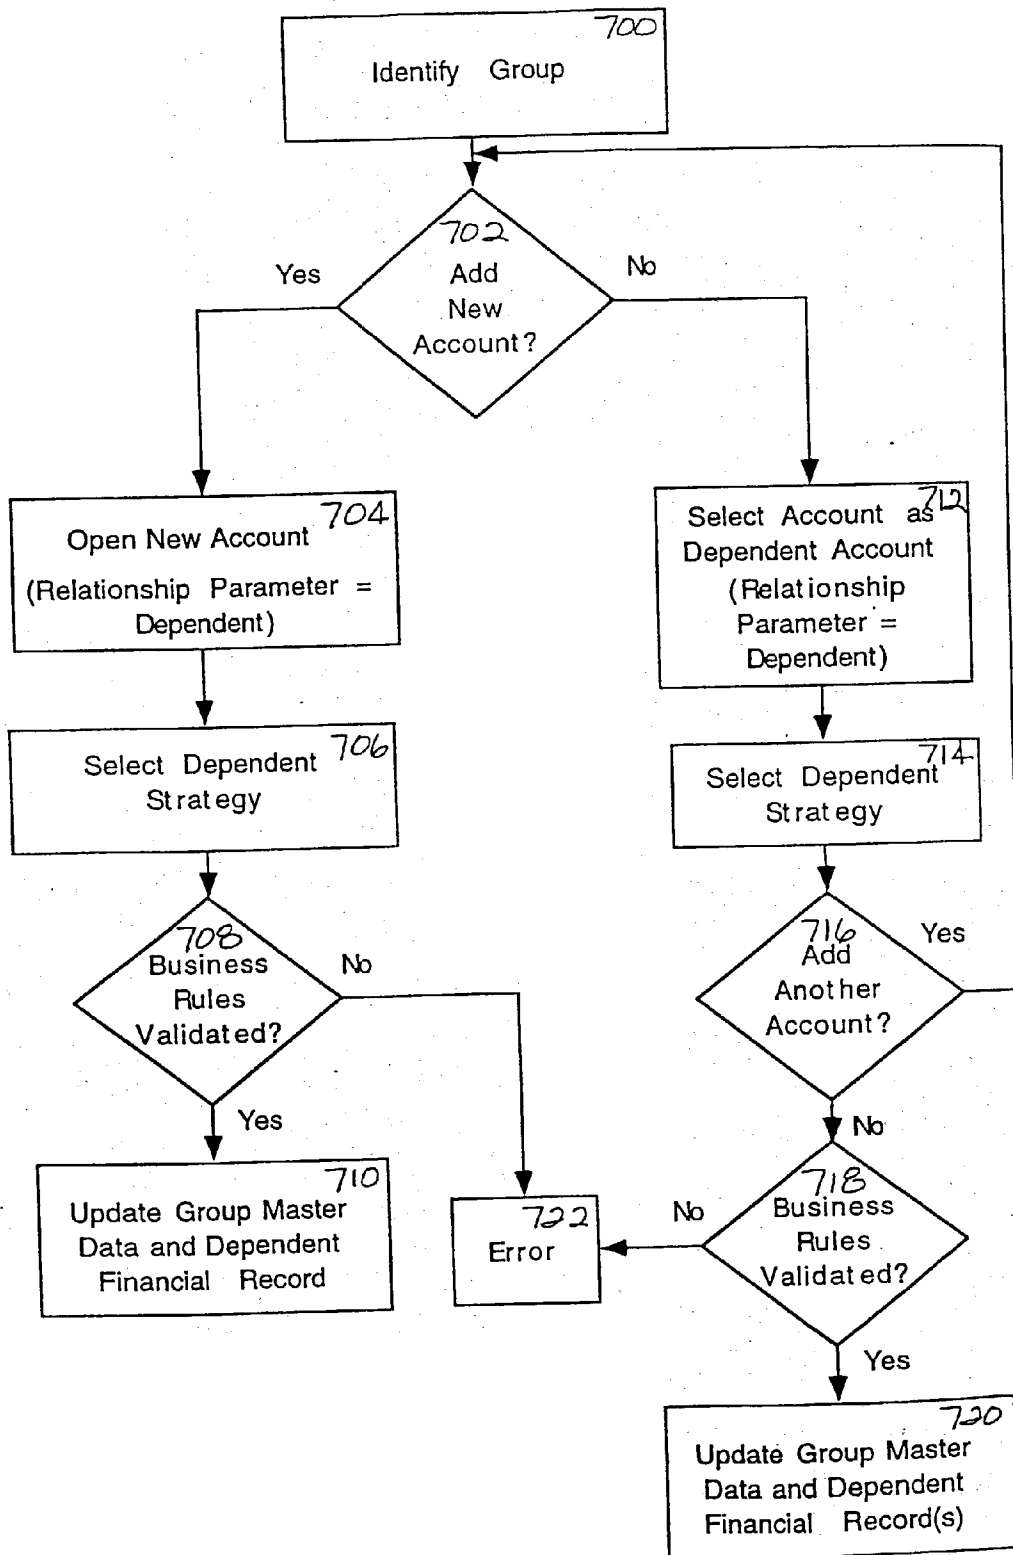 700
Identify Group
702
Add
New
Account?
Yes
No
704
Open New Account
(Relationship Parameter =
Dependent)
712
Select Account as
Dependent Account
(Relationship
Parameter =
Dependent)
706
Select Dependent
Strategy
714
Select Dependent
Strategy
708
Business
Rules
Validated?
No
Yes
716
Add
Another
Account?
Yes
No
710
Update Group Master
Data and Dependent
Financial Record
722
Error
718
Business
Rules
Validated?
No
Yes
720
Update Group Master
Data and Dependent
Financial Record(s)